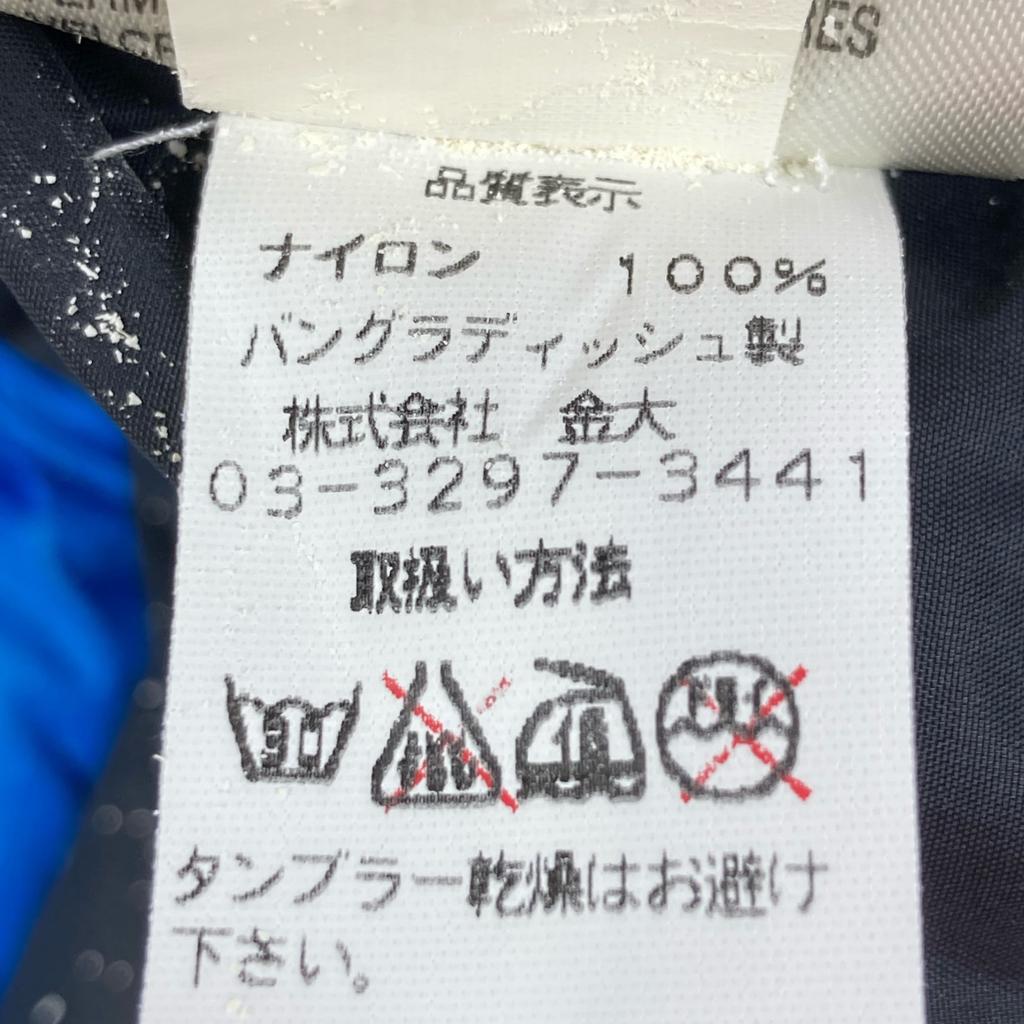 IES
品質表示
ナイロン 100%
バングラディッシュ製
株式会社 金大
03-3297-3441
取扱い方法
30
タンブラー乾燥はお避け
下さい。